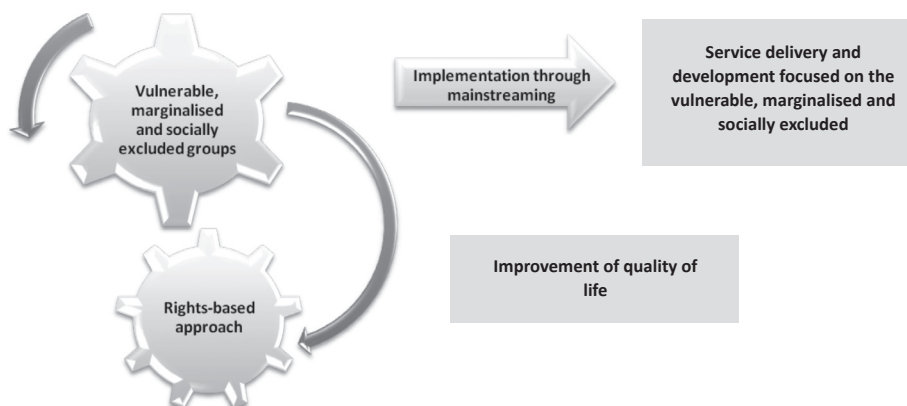 Vulnerable,
marginalised
and socially
excluded groups
Implementation through
mainstreaming
Service delivery and
development focused on the
vulnerable, marginalised and
socially excluded
Rights-based
approach
Improvement of quality of
life